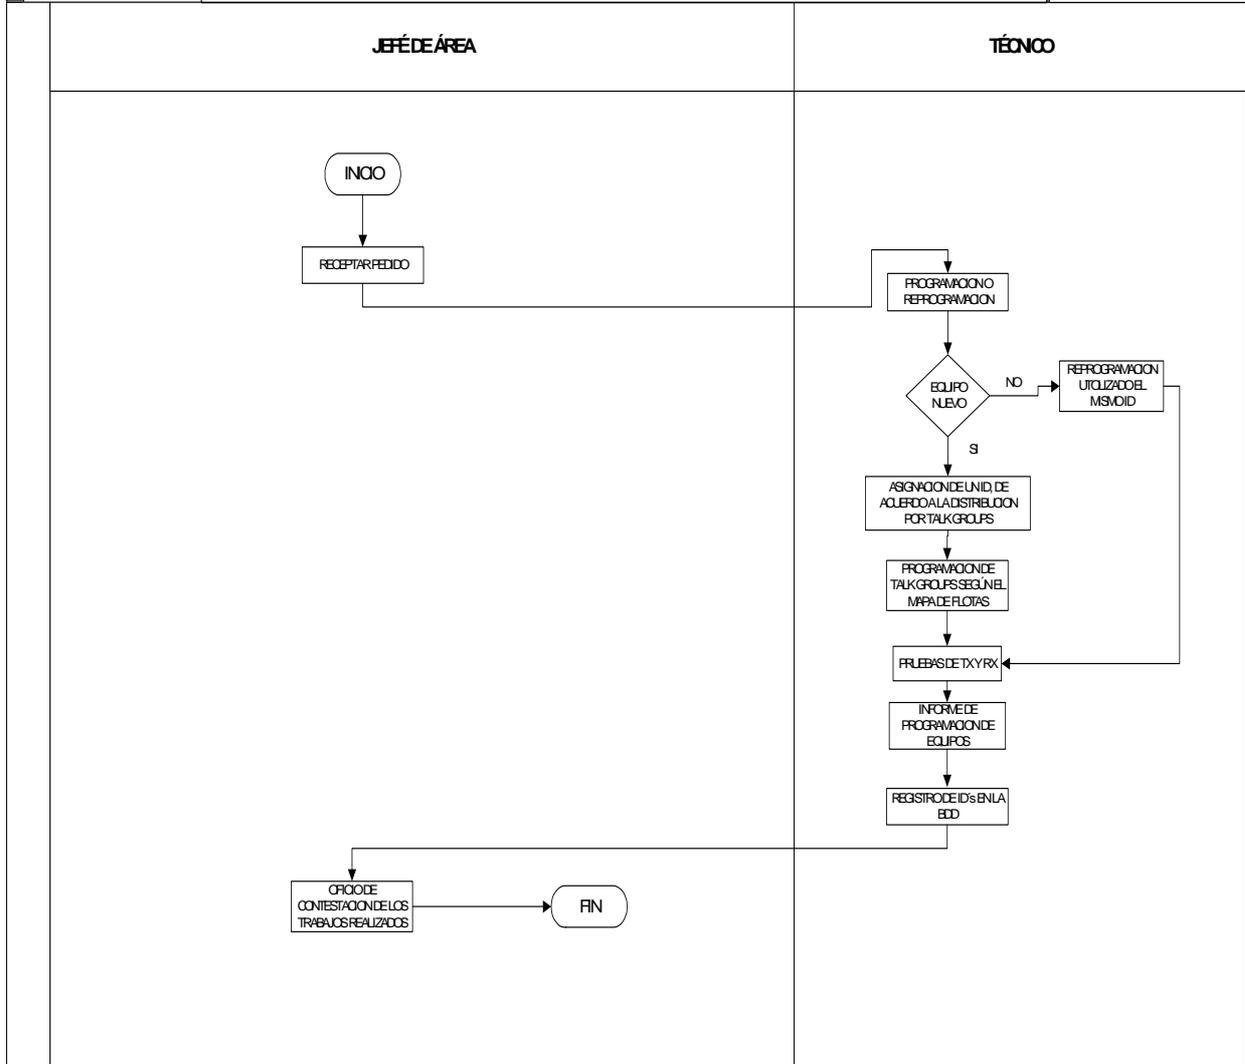 JEFÉ DE ÁREA
TÉCNICO
INICIO
RECEPTAR PEDIDO
PROGRAMACION O
REPROGRAMACION
EQUIPO
NUEVO
NO
REPROGRAMACION
UTOLIZADO EL
MISMO ID
SI
ASIGNACION DE UN ID, DE
ACUERDO A LA DISTRIBUCION
POR TALK GROUPS
PROGRAMACION DE
TALK GROUPS SEGÚN EL
MAPA DE FLOTAS
PRUEBAS DE TX Y RX
INFORME DE
PROGRAMACION DE
EQUIPOS
REGISTRO DE ID´s EN LA
BDD
OFICIO DE
CONTESTACION DE LOS
TRABAJOS REALIZADOS
FIN